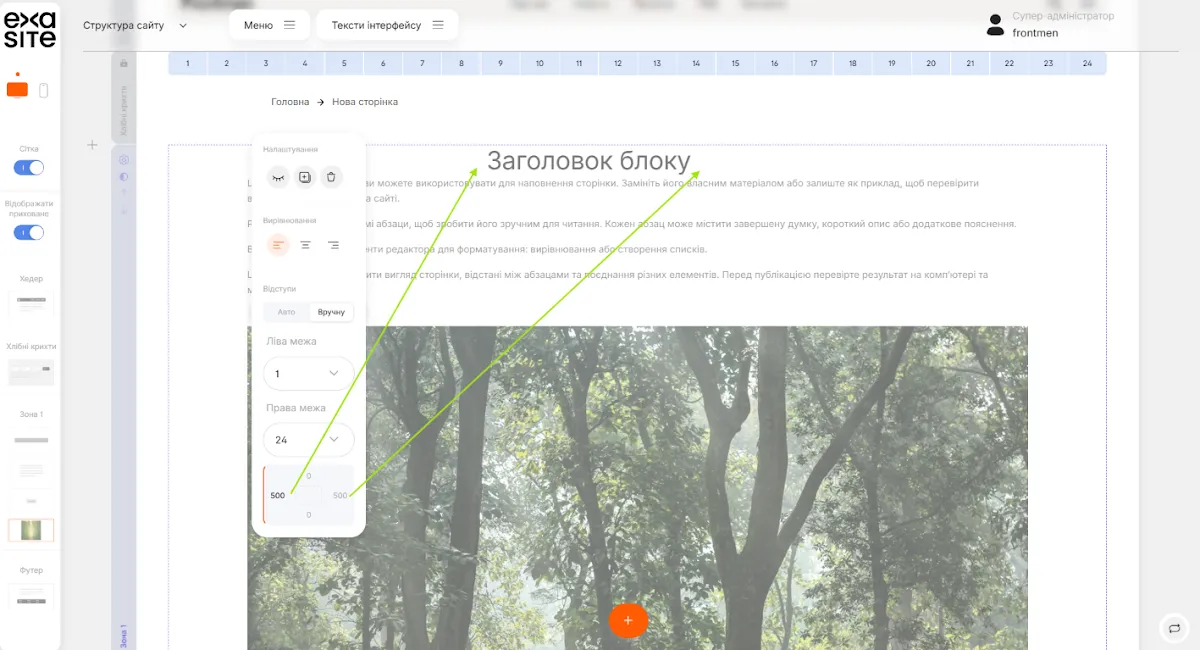 exa
site
Структура сайту
Меню
Тексти інтерфейсу
Супер-адміністратор
frontmen
1 2 3 4 5 6 7 8 9 10 11 12 13 14 15 16 17 18 19 20 21 22 23 24
Головна → Нова сторінка
Хлібні крихти
Сітка
Відображати
приховане
Хедер
Хлібні крихти
Зона 1
Футер
Зона 1
Заголовок блоку
ви можете використовувати для наповнення сторінки. Замініть його власним матеріалом або залиште як приклад, щоб перевірити
а сайті.
мі абзаци, щоб зробити його зручним для читання. Кожен абзац може містити завершену думку, короткий опис або додаткове пояснення.
нти редактора для форматування: вирівнювання або створення списків.
ити вигляд сторінки, відстані між абзацами та поєднання різних елементів. Перед публікацією перевірте результат на комп'ютері та
Налаштування
Вирівнювання
Відступи
Авто Вручну
Ліва межа
1
Права межа
24
0
500 500
0
+